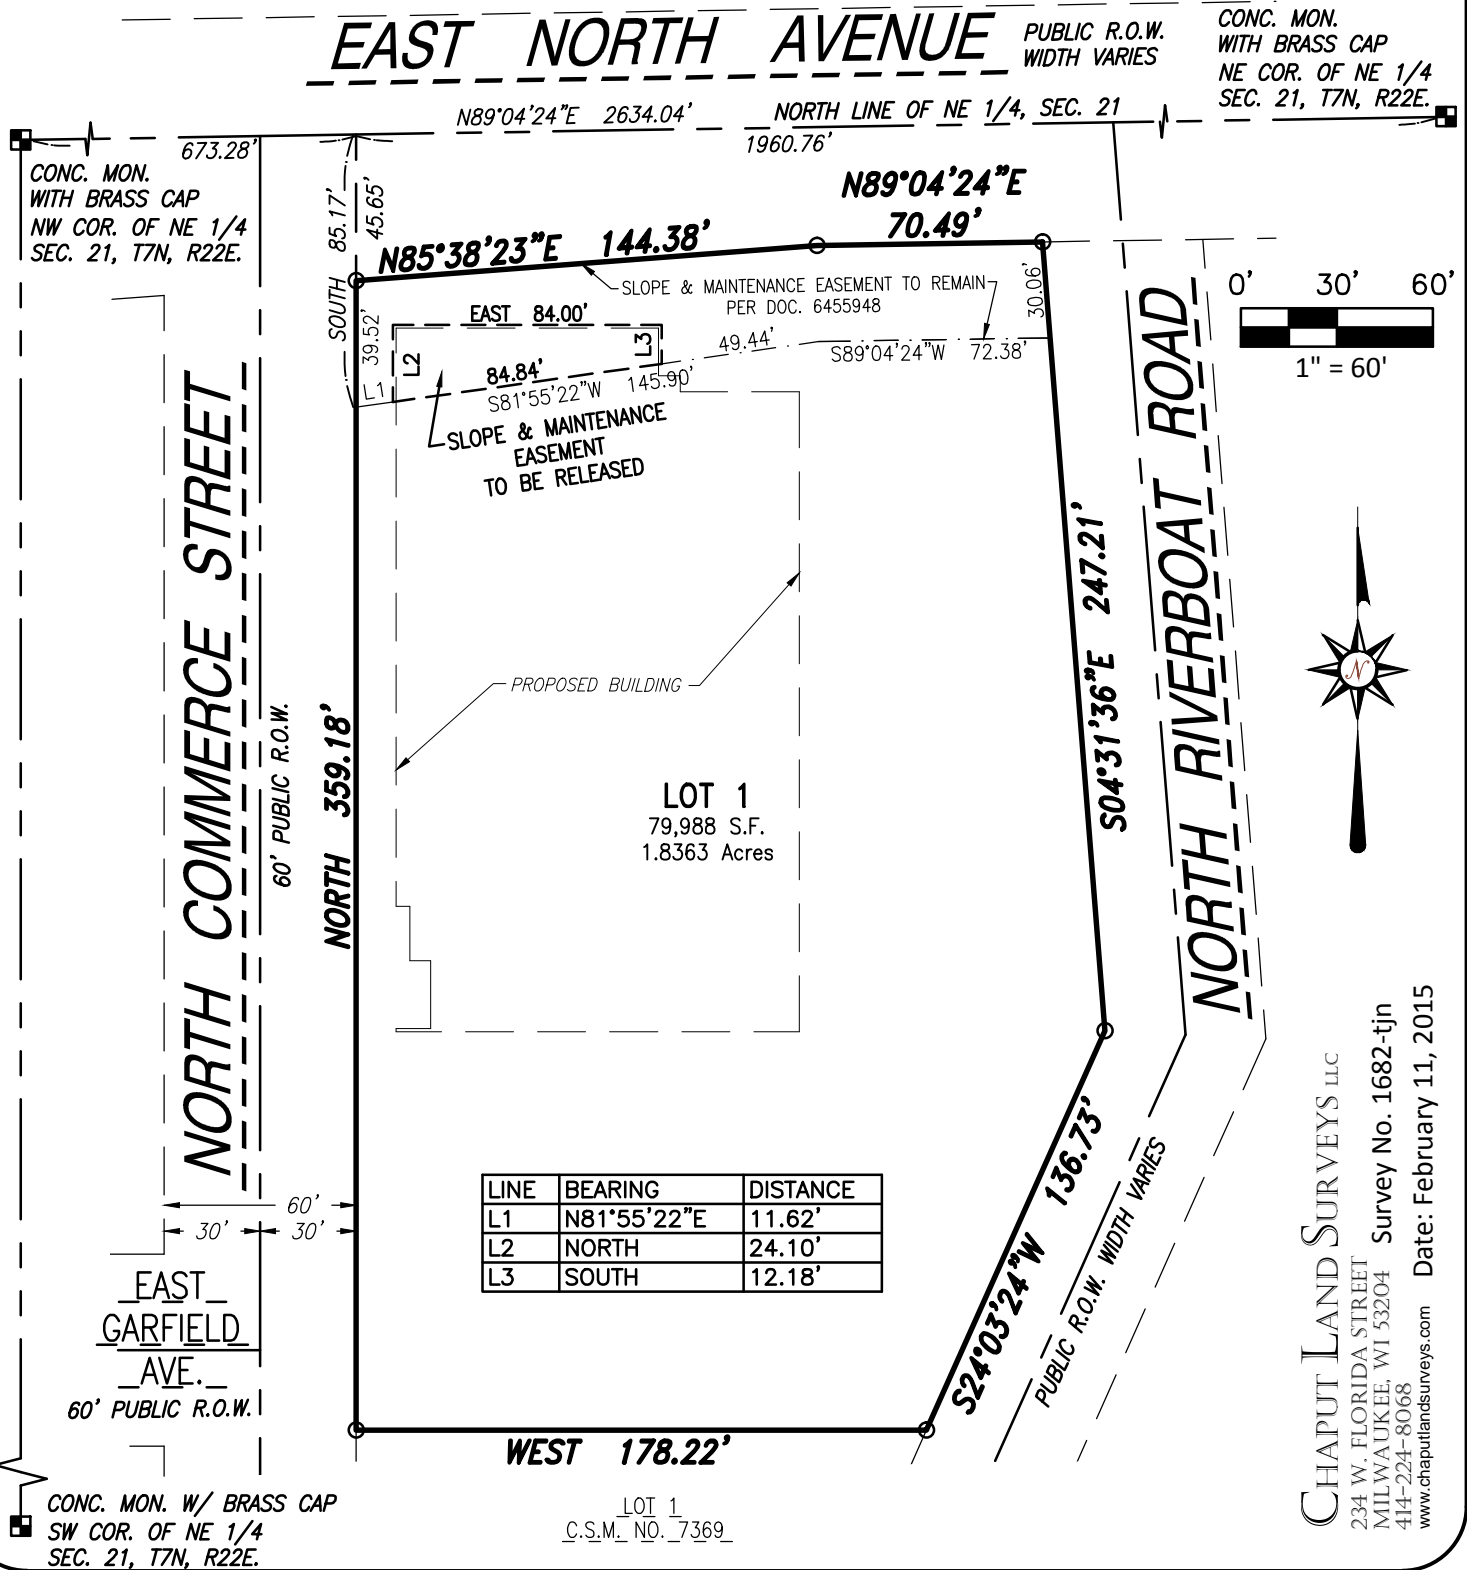 EAST NORTH AVENUE
PUBLIC R.O.W.
WIDTH VARIES
CONC. MON.
WITH BRASS CAP
NE COR. OF NE 1/4
SEC. 21, T7N, R22E.
N89°04'24"E 2634.04'
NORTH LINE OF NE 1/4, SEC. 21
673.28'
1960.76'
CONC. MON.
WITH BRASS CAP
NW COR. OF NE 1/4
SEC. 21, T7N, R22E.
SOUTH 85.17'
45.65'
N89°04'24"E
70.49'
N85°38'23"E 144.38'
SLOPE & MAINTENANCE EASEMENT TO REMAIN
PER DOC. 6455948
30.06'
0' 30' 60'
1" = 60'
EAST 84.00'
39.52'
L2
L3
L1
49.44'
S89°04'24"W 72.38'
84.84'
S81°55'22"W 145.90'
SLOPE & MAINTENANCE
EASEMENT
TO BE RELEASED
NORTH COMMERCE STREET
60' PUBLIC R.O.W.
NORTH 359.18'
PROPOSED BUILDING
LOT 1
79,988 S.F.
1.8363 Acres
S04°31'36"E 247.21'
NORTH RIVERBOAT ROAD
N
LINE BEARING DISTANCE
L1 N81°55'22"E 11.62'
L2 NORTH 24.10'
L3 SOUTH 12.18'
60'
30' 30'
EAST
GARFIELD
AVE.
60' PUBLIC R.O.W.
S24°03'24"W 136.73'
PUBLIC R.O.W. WIDTH VARIES
WEST 178.22'
LOT 1
C.S.M. NO. 7369
CONC. MON. W/ BRASS CAP
SW COR. OF NE 1/4
SEC. 21, T7N, R22E.
CHAPUT LAND SURVEYS LLC
234 W. FLORIDA STREET
MILWAUKEE, WI 53204
414-224-8068
www.chaputlandsurveys.com
Survey No. 1682-tjn
Date: February 11, 2015